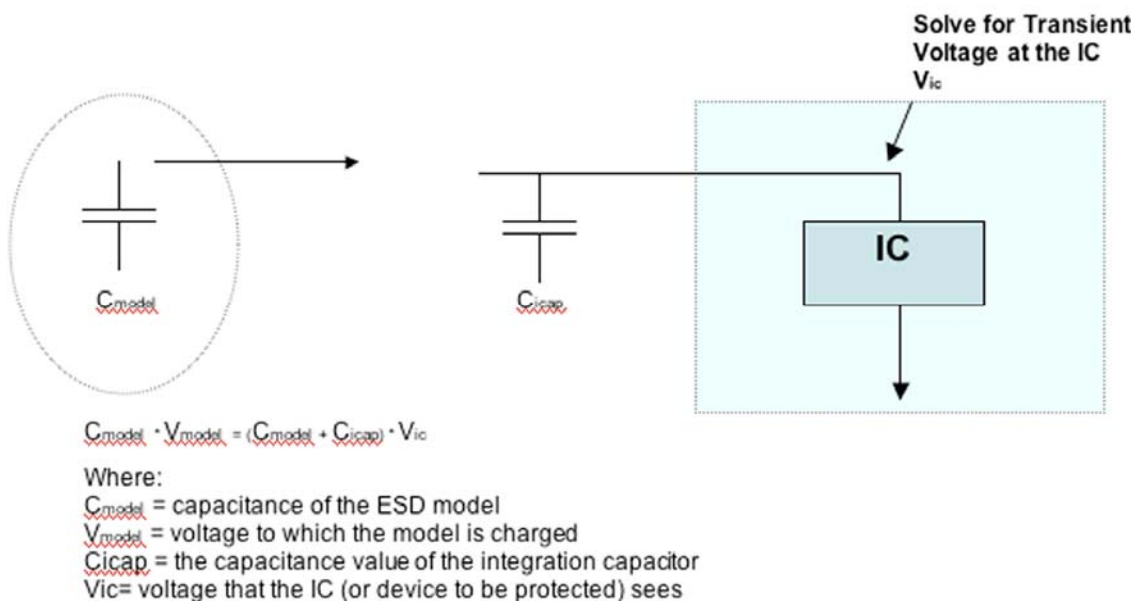 Solve for Transient
Voltage at the IC
Vic
IC
Cmodel
Cicap
Cmodel · Vmodel = (Cmodel + Cicap) · Vic
Where:
Cmodel = capacitance of the ESD model
Vmodel = voltage to which the model is charged
Cicap = the capacitance value of the integration capacitor
Vic= voltage that the IC (or device to be protected) sees